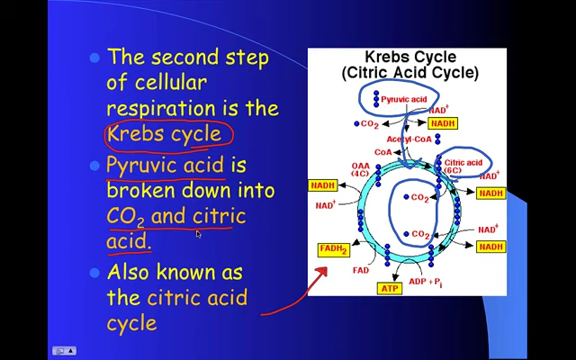 The second step
of cellular
respiration is the
Krebs cycle
Pyruvic acid is
broken down into
CO₂ and citric
acid.
Also known as
the citric acid
cycle
Krebs Cycle
(Citric Acid Cycle)
Pyruvic acid
NAD⁺
CO₂
NADH
Acetyl-CoA
CoA
Citric acid
(6C)
OAA
(4C)
NAD⁺
NADH
CO₂
NADH
NAD⁺
CO₂
NAD⁺
NADH
FADH₂
FAD
ADP + Pi
ATP